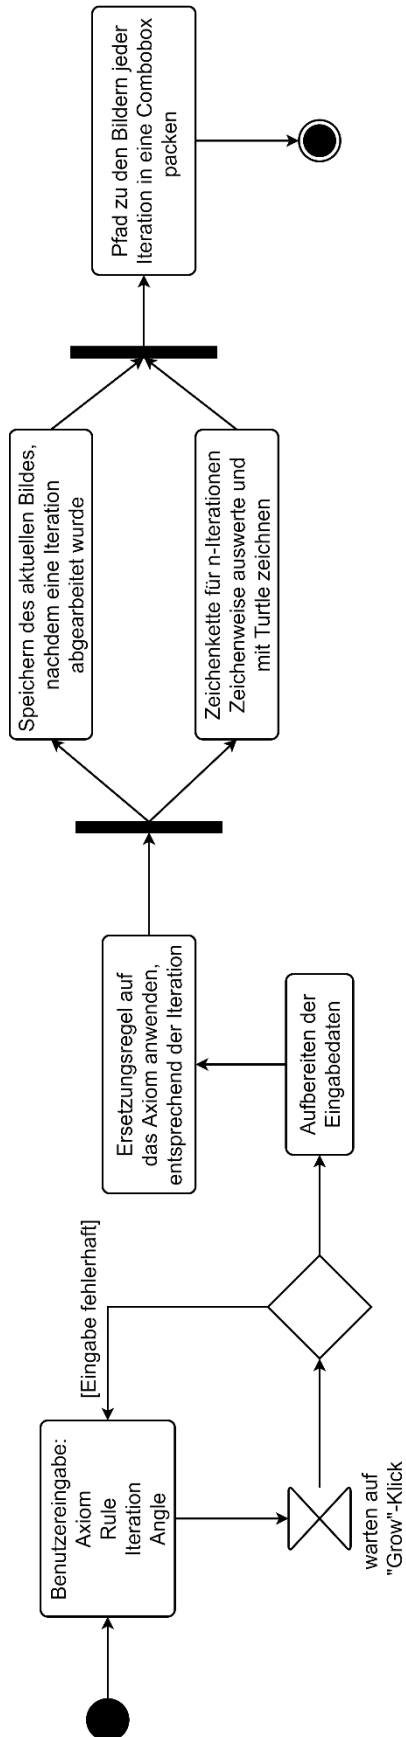 Benutzereingabe:
Axiom
Rule
Iteration
Angle
[Eingabe fehlerhaft]
warten auf
"Grow"-Klick
Aufbereiten der
Eingabedaten
Ersetzungsregel auf
das Axiom anwenden,
entsprechend der Iteration
Speichern des aktuellen Bildes,
nachdem eine Iteration
abgearbeitet wurde
Zeichenkette für n-Iterationen
Zeichenweise auswerte und
mit Turtle zeichnen
Pfad zu den Bildern jeder
Iteration in eine Combobox
packen